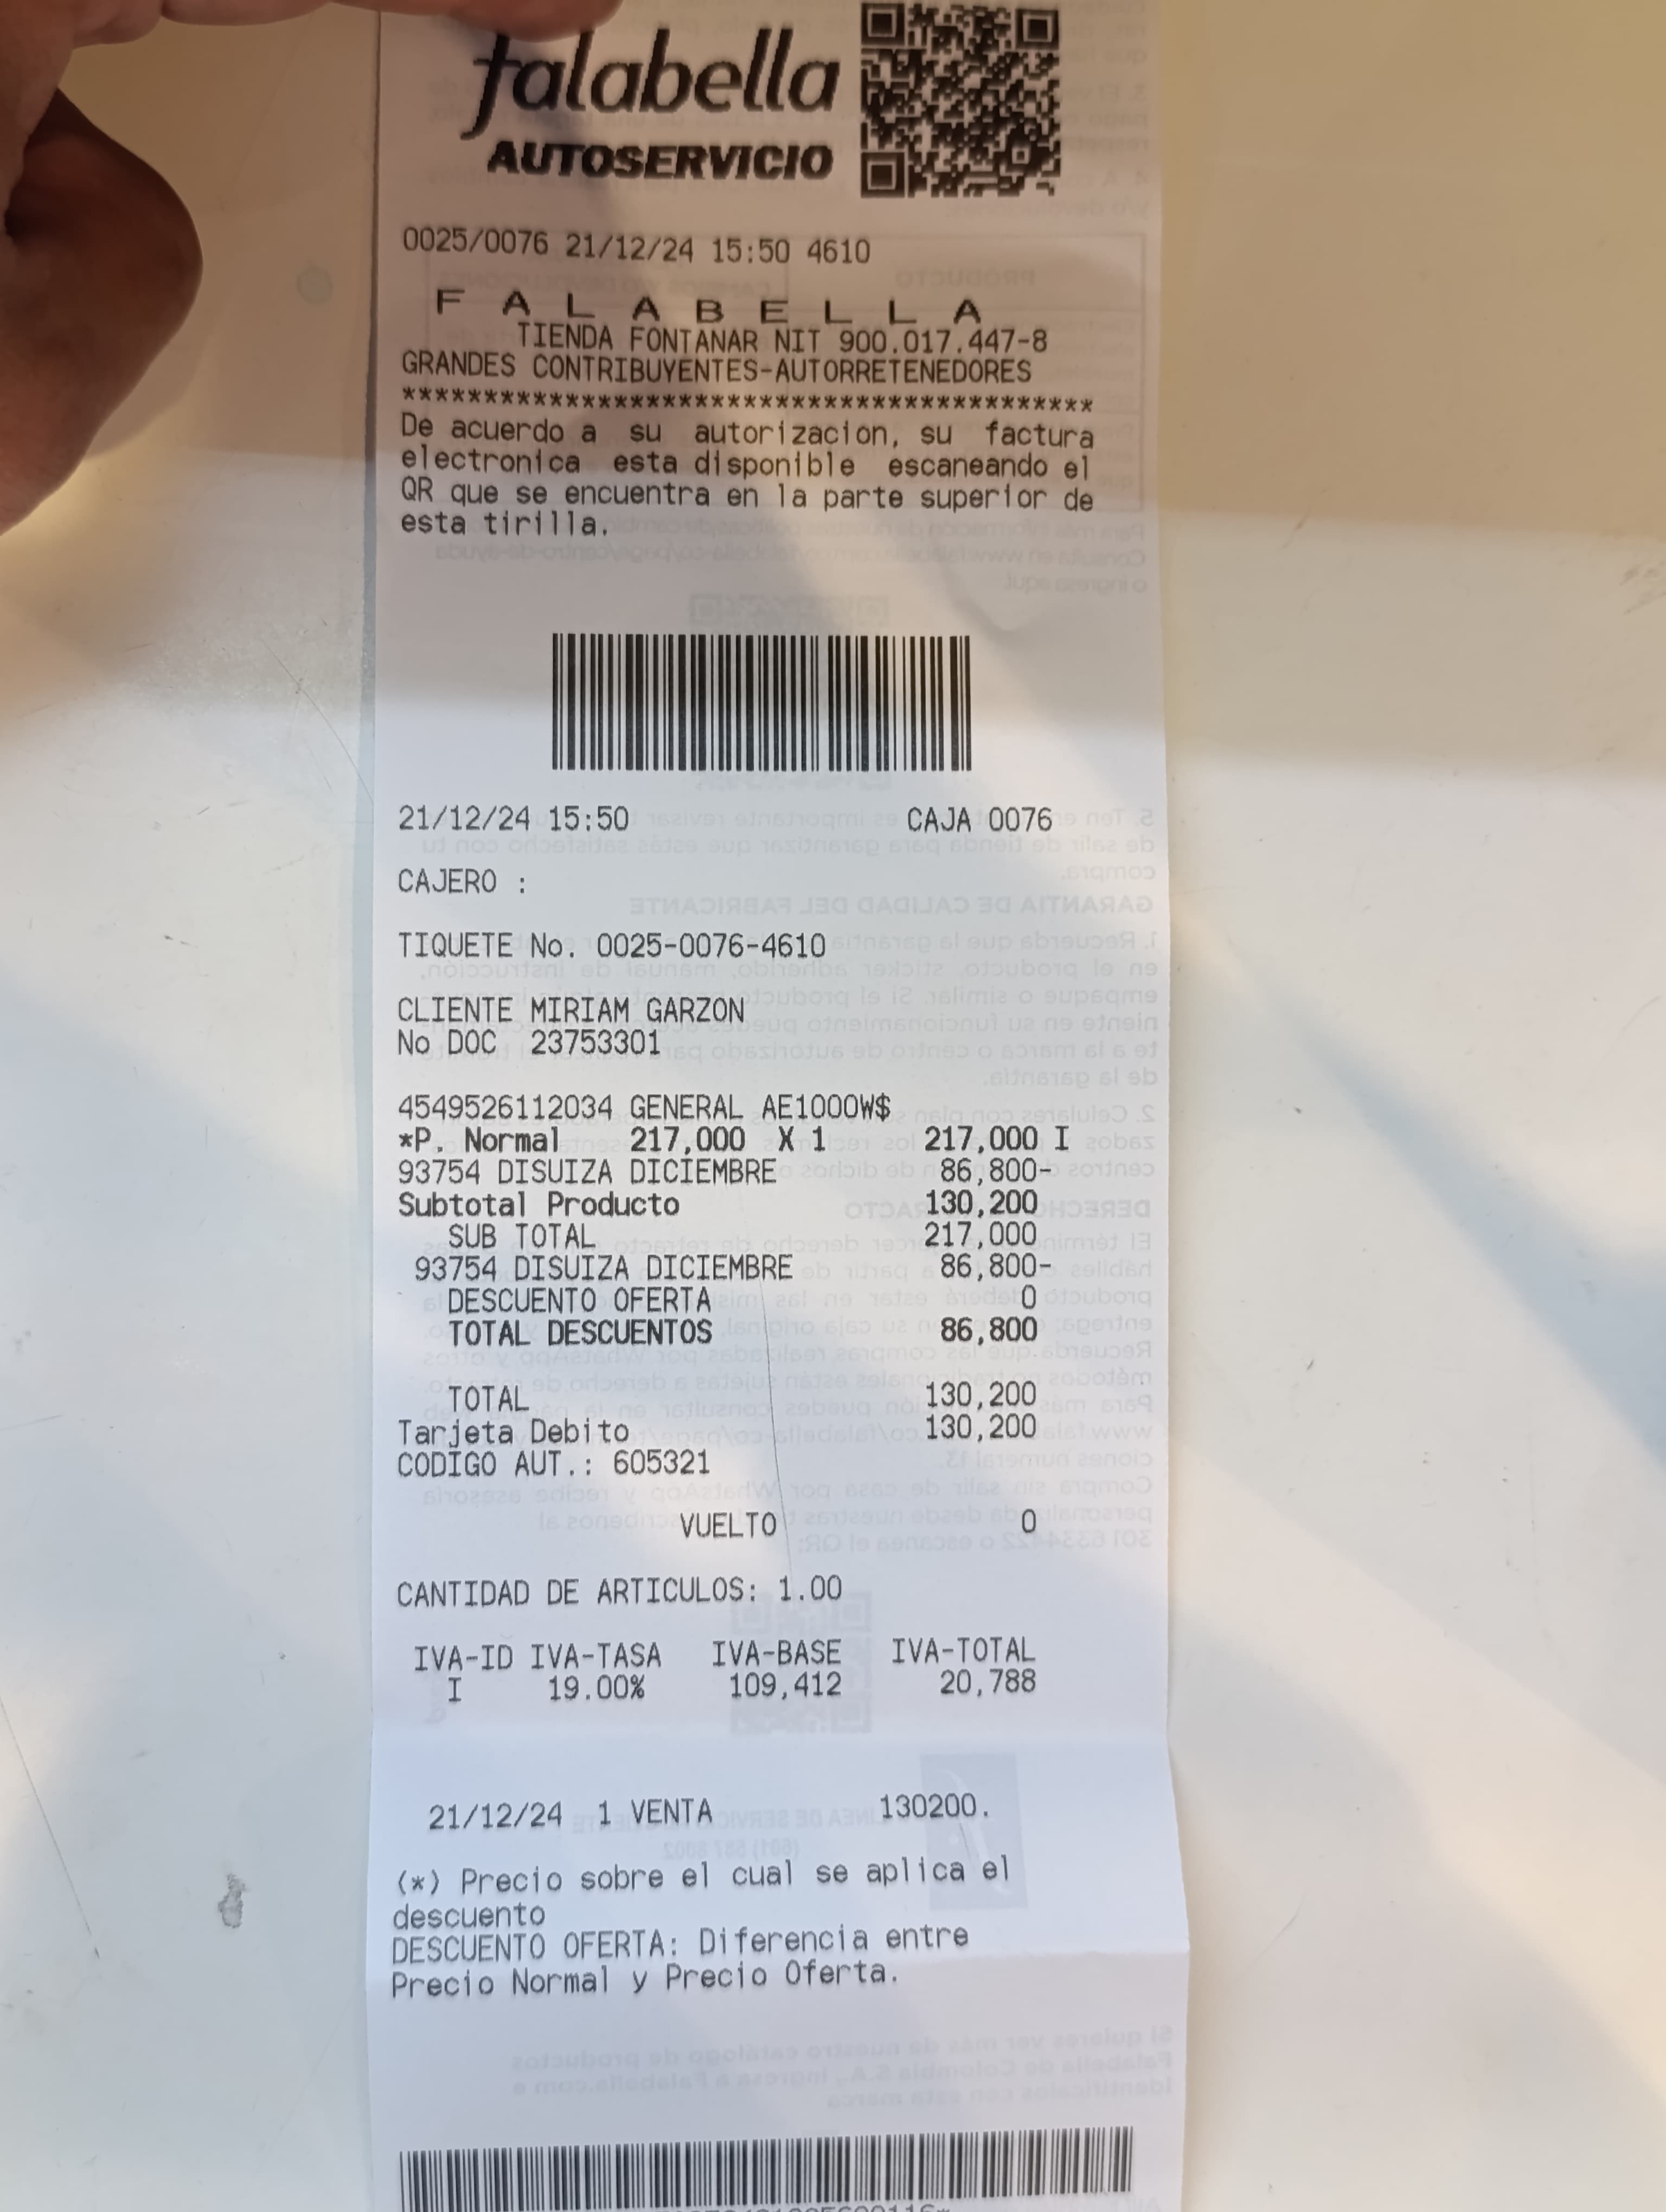 falabella
AUTOSERVICIO
0025/0076 21/12/24 15:50 4610
F A L A B E L L A
TIENDA FONTANAR NIT 900.017.447-8
GRANDES CONTRIBUYENTES-AUTORRETENEDORES
******************************************
De acuerdo a su autorizacion, su factura
electronica esta disponible escaneando el
QR que se encuentra en la parte superior de
esta tirilla.
21/12/24 15:50 CAJA 0076
CAJERO :
TIQUETE No. 0025-0076-4610
CLIENTE MIRIAM GARZON
No DOC 23753301
4549526112034 GENERAL AE1000W$
*P. Normal 217,000 X 1 217,000 I
93754 DISUIZA DICIEMBRE 86,800-
Subtotal Producto 130,200
SUB TOTAL 217,000
93754 DISUIZA DICIEMBRE 86,800-
DESCUENTO OFERTA 0
TOTAL DESCUENTOS 86,800
TOTAL 130,200
Tarjeta Debito 130,200
CODIGO AUT.: 605321
VUELTO 0
CANTIDAD DE ARTICULOS: 1.00
IVA-ID IVA-TASA IVA-BASE IVA-TOTAL
I 19.00% 109,412 20,788
21/12/24 1 VENTA 130200.
(*) Precio sobre el cual se aplica el
descuento
DESCUENTO OFERTA: Diferencia entre
Precio Normal y Precio Oferta.